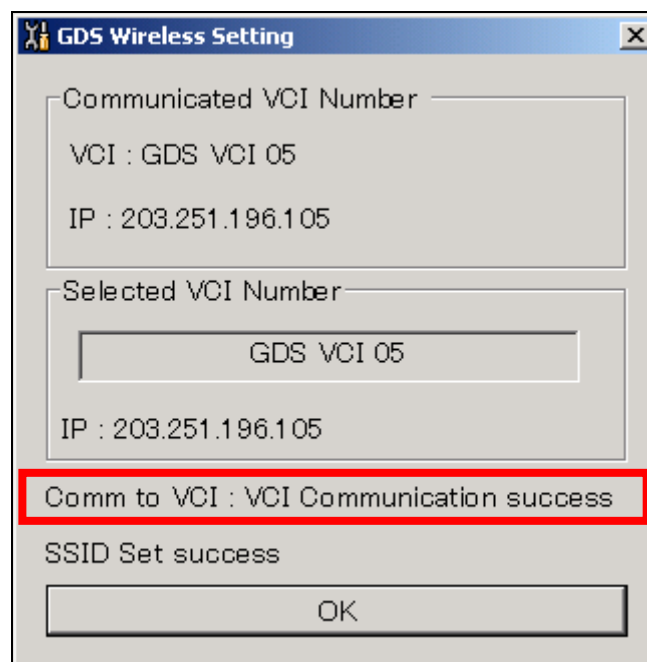 GDS Wireless Setting
Communicated VCI Number
VCI : GDS VCI 05
IP : 203.251.196.105
Selected VCI Number
GDS VCI 05
IP : 203.251.196.105
Comm to VCI : VCI Communication success
SSID Set success
OK